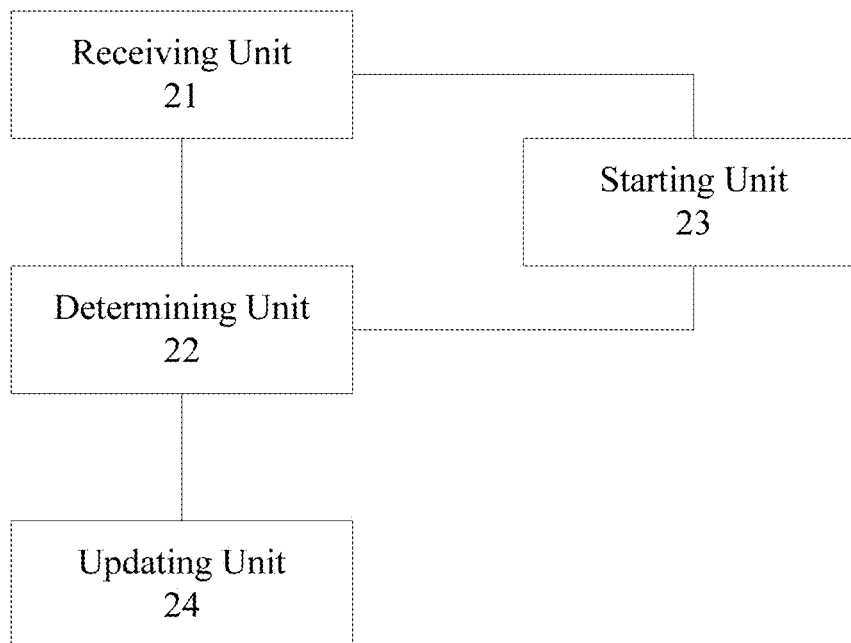 Receiving Unit
21
Starting Unit
23
Determining Unit
22
Updating Unit
24